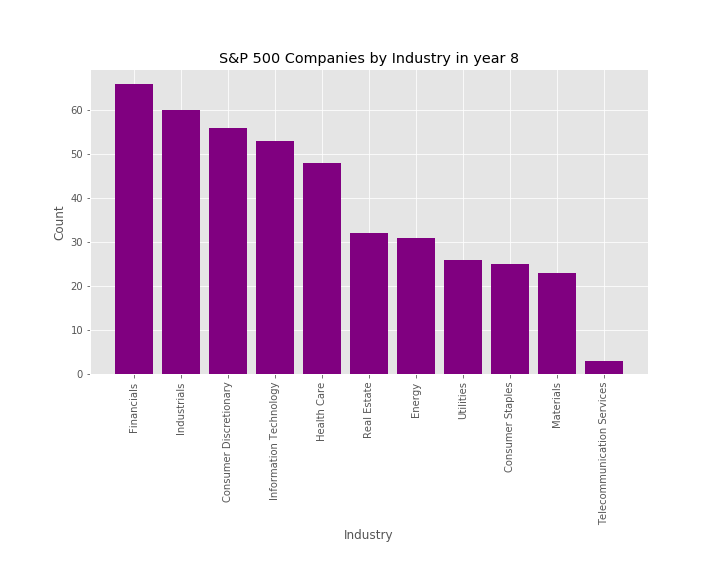 S&P 500 Companies by Industry in year 8
Count
60
50
40
30
20
10
0
Financials
Industrials
Consumer Discretionary
Information Technology
Health Care
Real Estate
Energy
Utilities
Consumer Staples
Materials
Telecommunication Services
Industry